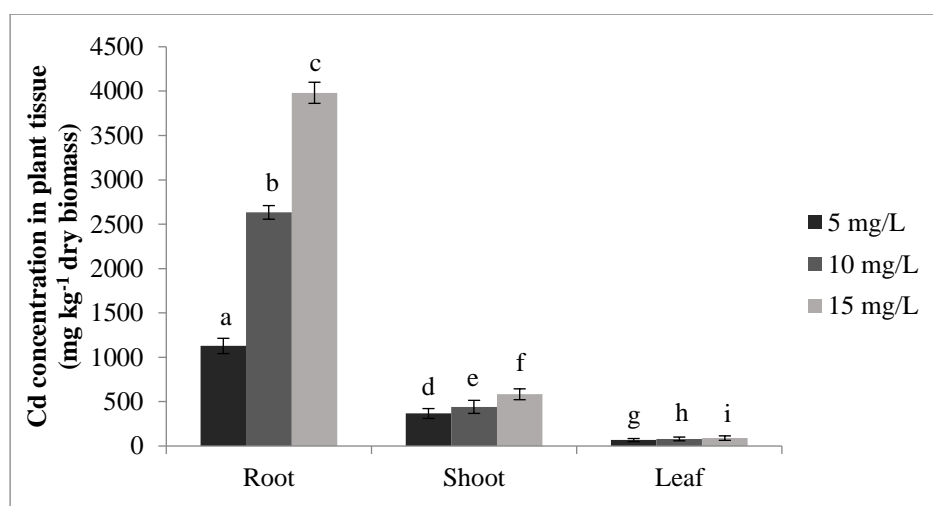 Cd concentration in plant tissue
(mg kg⁻¹ dry biomass)
4500
4000
3500
3000
2500
2000
1500
1000
500
0
a
b
c
d
e
f
g
h
i
Root
Shoot
Leaf
5 mg/L
10 mg/L
15 mg/L